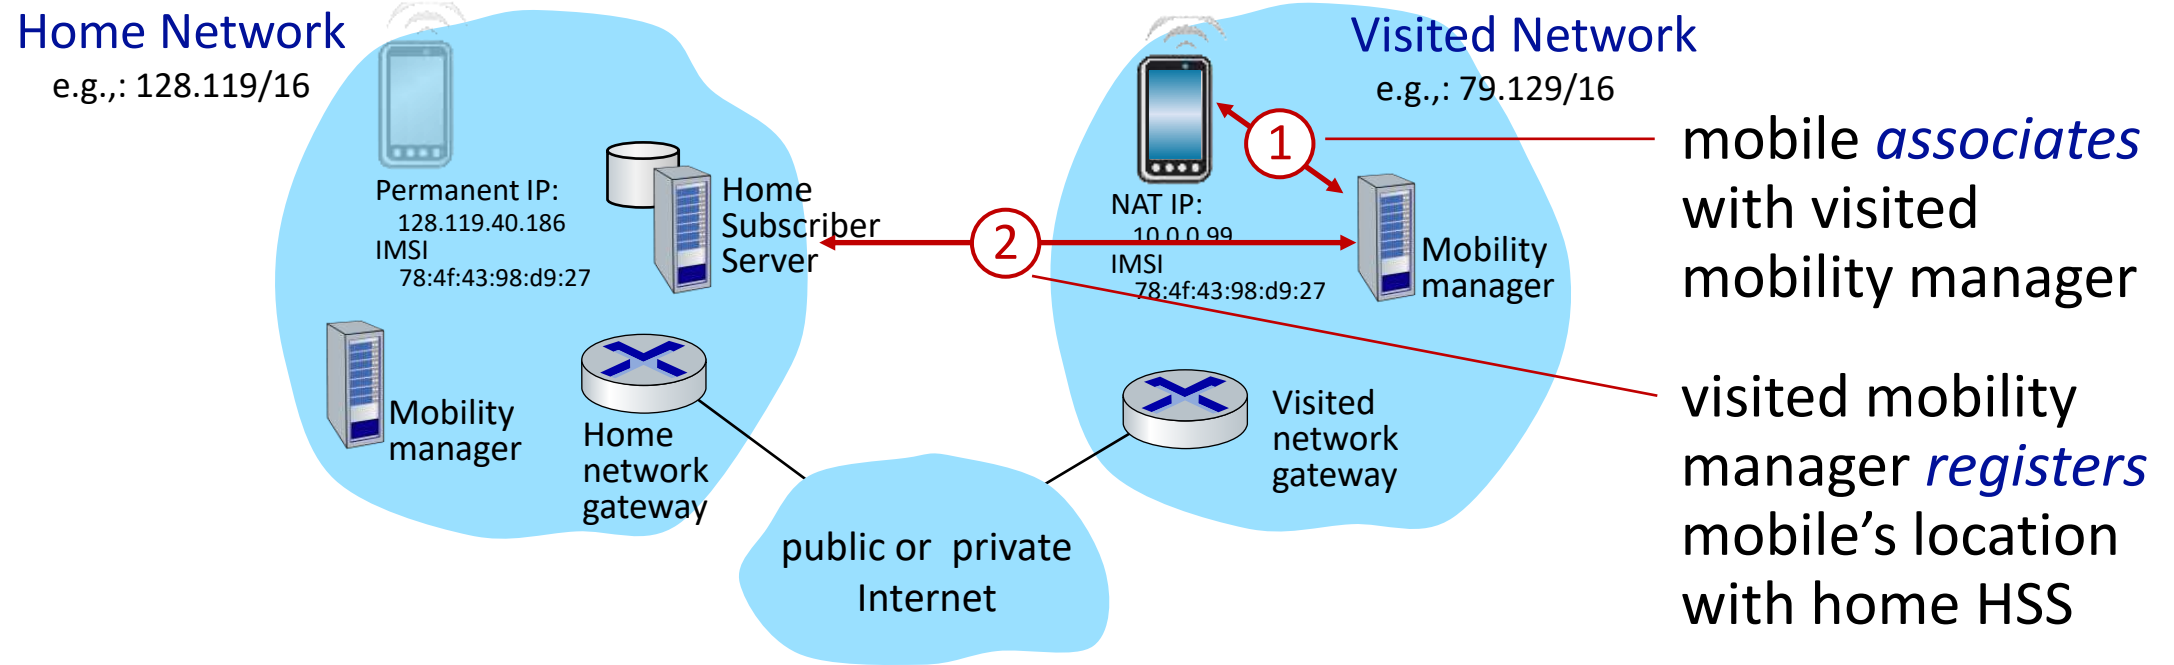 Home Network
e.g.,: 128.119/16
Permanent IP:
128.119.40.186
IMSI
78:4f:43:98:d9:27
Home
Subscriber
Server
Mobility
manager
Home
network
gateway
public or private
Internet
Visited Network
e.g.,: 79.129/16
1
NAT IP:
10.0.0.99
IMSI
78:4f:43:98:d9:27
2
Mobility
manager
Visited
network
gateway
mobile associates
with visited
mobility manager
visited mobility
manager registers
mobile’s location
with home HSS